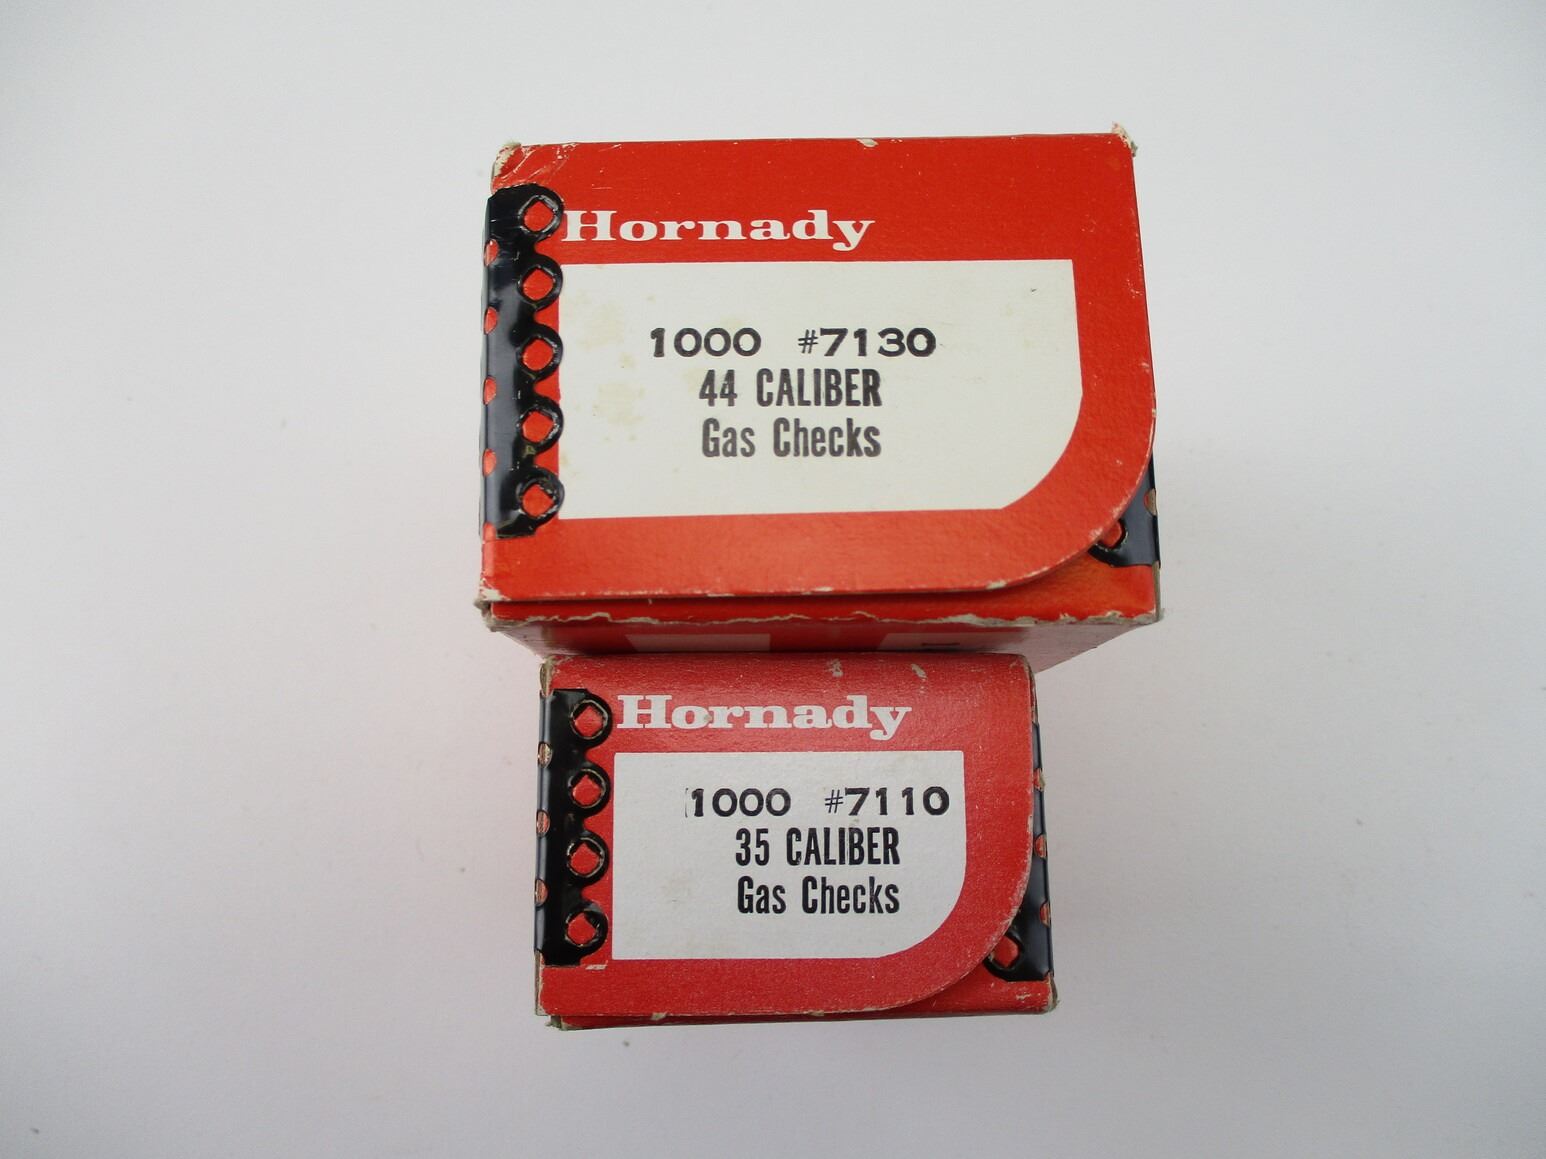 Hornady
1000 #7130
44 CALIBER
Gas Checks
Hornady
1000 #7110
35 CALIBER
Gas Checks